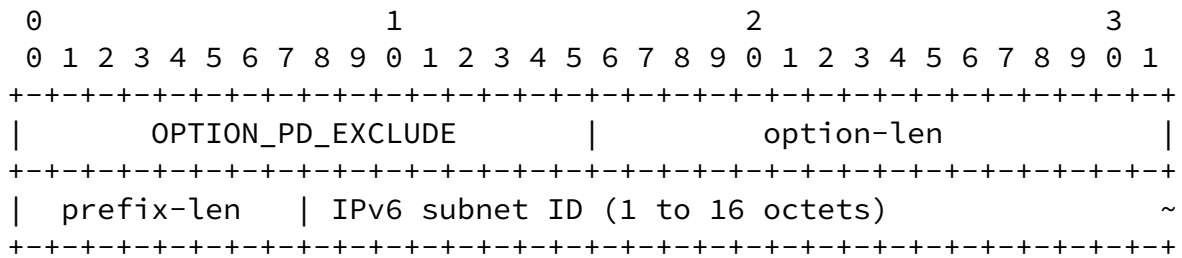 0                   1                   2                   3
 0 1 2 3 4 5 6 7 8 9 0 1 2 3 4 5 6 7 8 9 0 1 2 3 4 5 6 7 8 9 0 1
+-+-+-+-+-+-+-+-+-+-+-+-+-+-+-+-+-+-+-+-+-+-+-+-+-+-+-+-+-+-+-+-+
|       OPTION_PD_EXCLUDE       |         option-len            |
+-+-+-+-+-+-+-+-+-+-+-+-+-+-+-+-+-+-+-+-+-+-+-+-+-+-+-+-+-+-+-+-+
|  prefix-len   | IPv6 subnet ID (1 to 16 octets)               ~
+-+-+-+-+-+-+-+-+-+-+-+-+-+-+-+-+-+-+-+-+-+-+-+-+-+-+-+-+-+-+-+-+